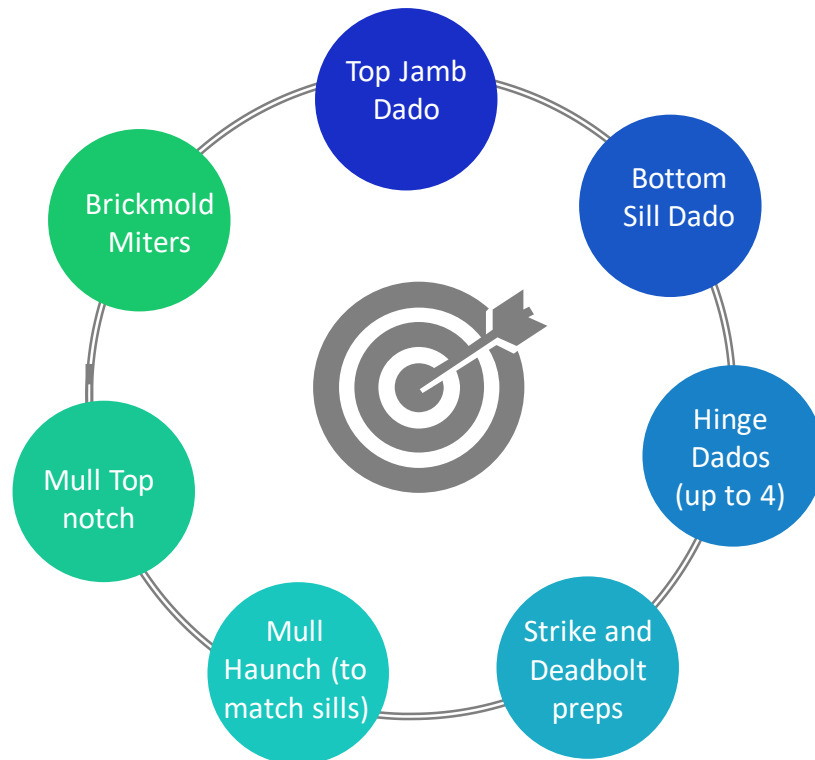 Top Jamb
Dado
Bottom
Sill Dado
Hinge
Dados
(up to 4)
Strike and
Deadbolt
preps
Mull
Haunch (to
match sills)
Mull Top
notch
Brickmold
Miters